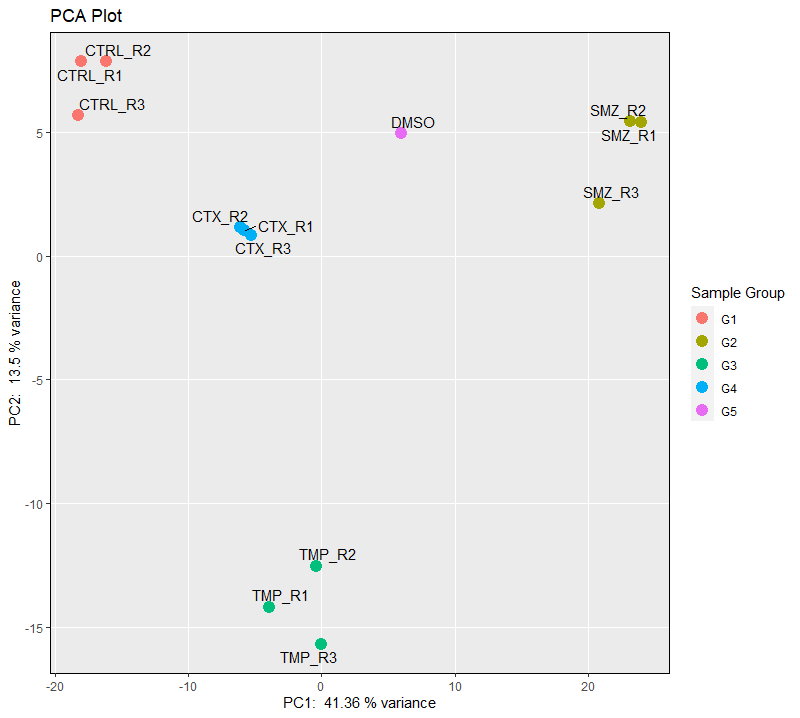 PCA Plot
CTRL_R2
CTRL_R1
CTRL_R3
DMSO
SMZ_R2
SMZ_R1
SMZ_R3
CTX_R2
CTX_R1
CTX_R3
TMP_R2
TMP_R1
TMP_R3
5
0
-5
-10
-15
PC2: 13.5 % variance
-20 -10 0 10 20
PC1: 41.36 % variance
Sample Group
G1
G2
G3
G4
G5